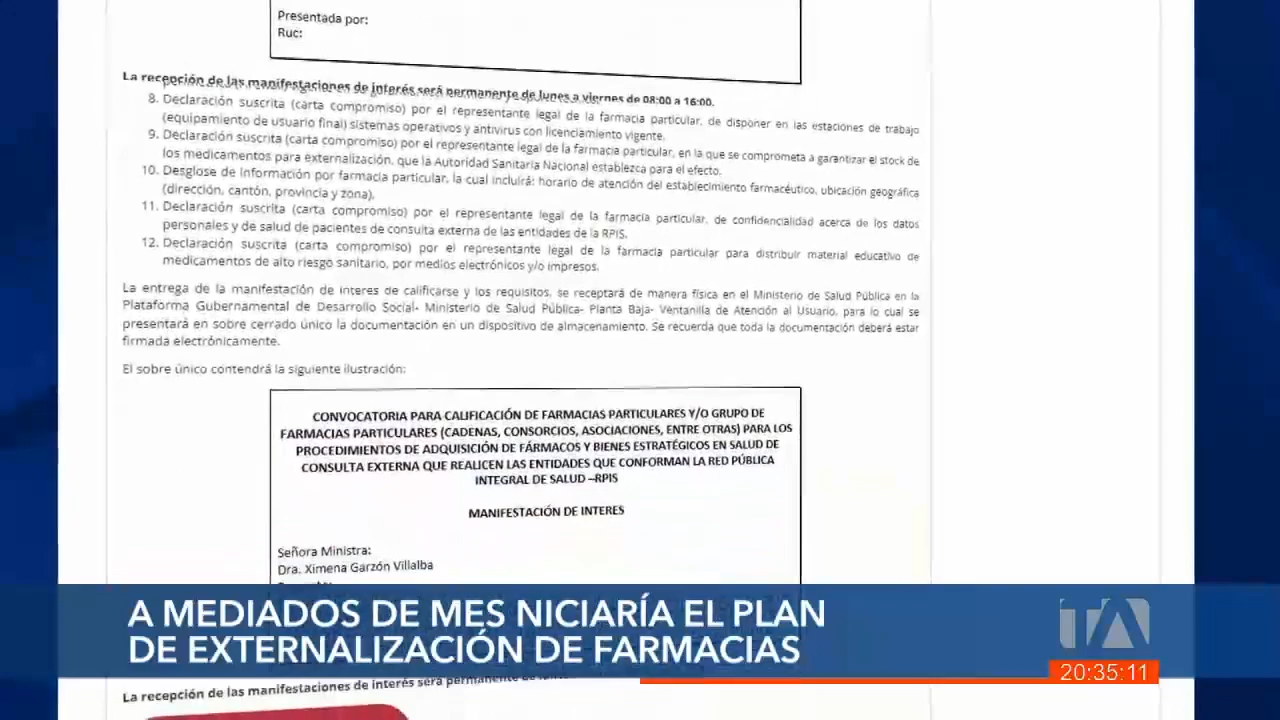 Presentada por:
Ruc:
La recepción de las manifestaciones de interés será permanente de lunes a viernes de 08:00 a 16:00.
8. Declaración suscrita (carta compromiso) por el representante legal de la farmacia particular, de disponer en las estaciones de trabajo
(equipamiento de usuario final) sistemas operativos y antivirus con licenciamiento vigente.
9. Declaración suscrita (carta compromiso) por el representante legal de la farmacia particular, en la que se comprometa a garantizar el stock de
los medicamentos para externalización, que la Autoridad Sanitaria Nacional establezca para el efecto.
10. Desglose de Información por farmacia particular, la cual incluirá: horario de atención del establecimiento farmacéutico, ubicación geográfica
(dirección, cantón, provincia y zona),
11. Declaración suscrita (carta compromiso) por el representante legal de la farmacia particular, de confidencialidad acerca de los datos
personales y de salud de pacientes de consulta externa de las entidades de la RPIS.
12. Declaración suscrita (carta compromiso) por el representante legal de la farmacia particular para distribuir material educativo de
medicamentos de alto riesgo sanitario, por medios electrónicos y/o impresos.
La entrega de la manifestación de interes de calificarse y los requisitos, se receptará de manera física en el Ministerio de Salud Pública en la
Plataforma Gubernamental de Desarrollo Social- Ministerio de Salud Pública- Planta Baja- Ventanilla de Atención al Usuario, para lo cual se
presentará en sobre cerrado único la documentación en un dispositivo de almacenamiento. Se recuerda que toda la documentación deberá estar
firmada electrónicamente.
El sobre único contendrá la siguiente ilustración:
CONVOCATORIA PARA CALIFICACIÓN DE FARMACIAS PARTICULARES Y/O GRUPO DE
FARMACIAS PARTICULARES (CADENAS, CONSORCIOS, ASOCIACIONES, ENTRE OTRAS) PARA LOS
PROCEDIMIENTOS DE ADQUISICIÓN DE FÁRMACOS Y BIENES ESTRATÉGICOS EN SALUD DE
CONSULTA EXTERNA QUE REALICEN LAS ENTIDADES QUE CONFORMAN LA RED PÚBLICA
INTEGRAL DE SALUD –RPIS
MANIFESTACIÓN DE INTERES
Señora Ministra:
Dra. Ximena Garzón Villalba
A MEDIADOS DE MES NICIARÍA EL PLAN
DE EXTERNALIZACIÓN DE FARMACIAS
TA
20:35:11
La recepción de las manifestaciones de interés será permanente de